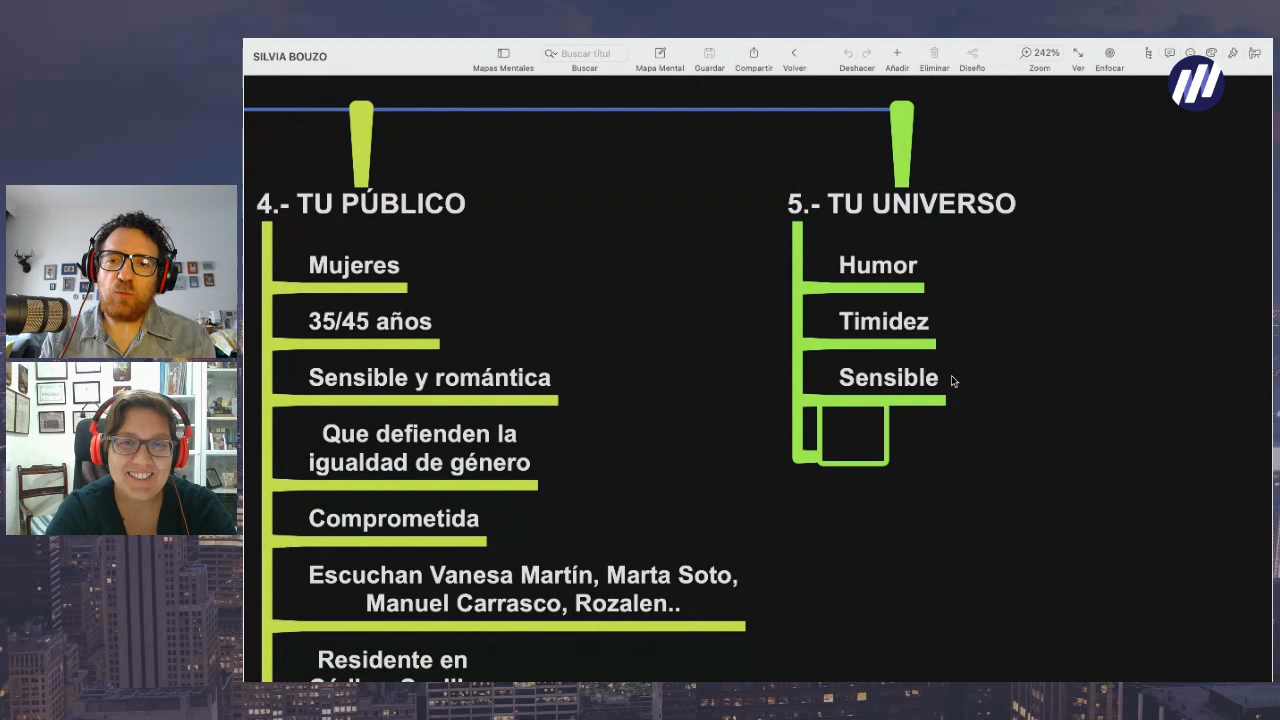 SILVIA BOUZO
Mapas Mentales
Buscar títul
Buscar
Mapa Mental
Guardar
Compartir
Volver
Deshacer
Añadir
Eliminar
Diseño
242%
Zoom
Ver
Enfocar
4.- TU PÚBLICO
Mujeres
35/45 años
Sensible y romántica
Que defienden la
igualdad de género
Comprometida
Escuchan Vanesa Martín, Marta Soto,
Manuel Carrasco, Rozalen..
Residente en
5.- TU UNIVERSO
Humor
Timidez
Sensible